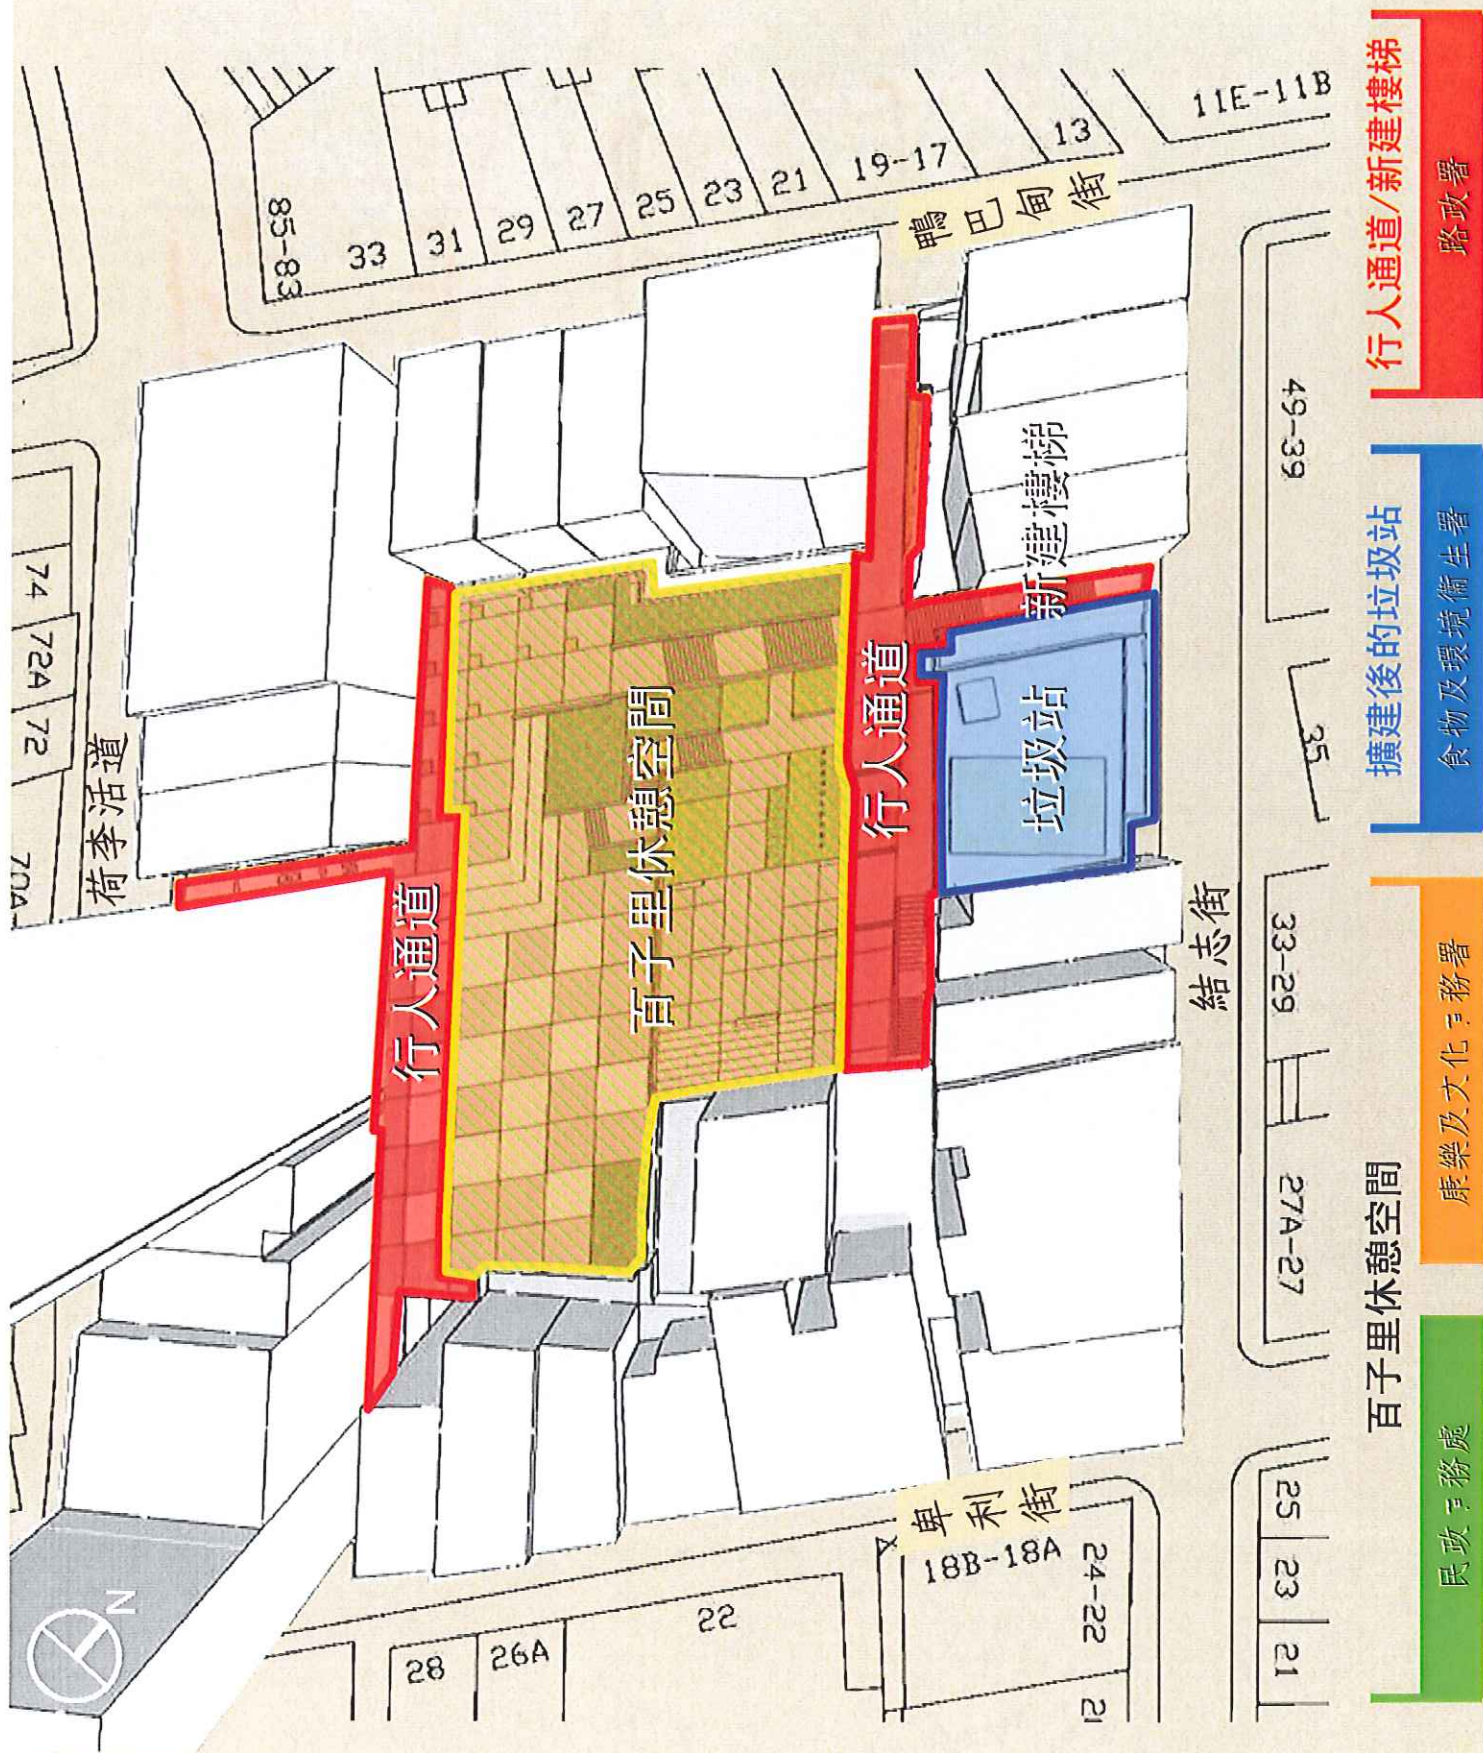 11E-11B
13
19-17
21
23
25
27
29
31
33
85-83
鴨巴甸街
49-39
35
33-29
27A-27
25
23
21
結志街
74
72A
72
70A-
荷李活道
新建樓梯
垃圾站
行人通道
百子里休憩空間
行人通道
卑利街
18B-18A
24-22
21
22
26A
28
N
行人通道/新建樓梯
路政署
擴建後的垃圾站
食物及環境衞生署
百子里休憩空間
康樂及文化 務署
民政 務處